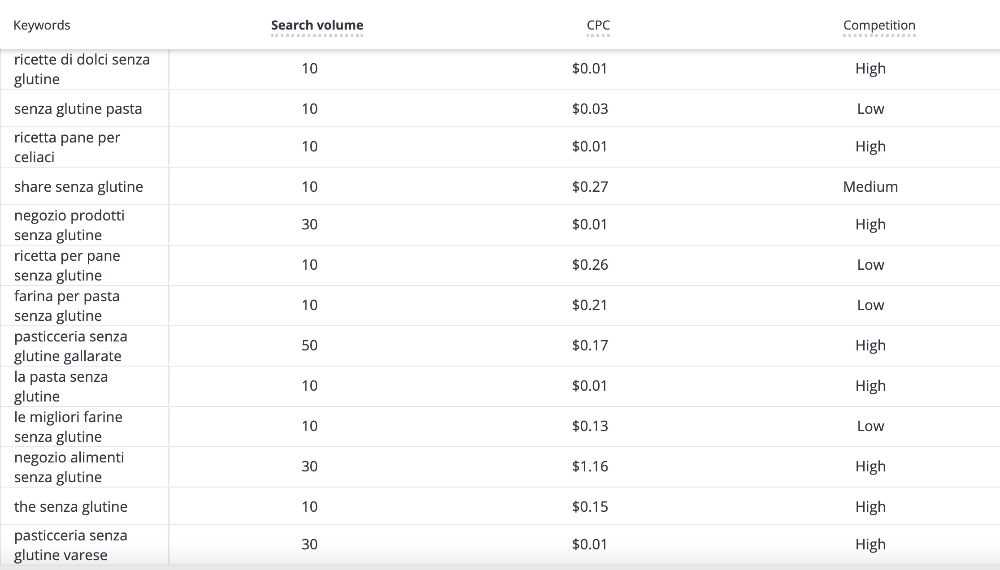 Keywords Search volume CPC Competition
ricette di dolci senza
glutine
10 $0.01 High
senza glutine pasta 10 $0.03 Low
ricetta pane per
celiaci
10 $0.01 High
share senza glutine 10 $0.27 Medium
negozio prodotti
senza glutine
30 $0.01 High
ricetta per pane
senza glutine
10 $0.26 Low
farina per pasta
senza glutine
10 $0.21 Low
pasticceria senza
glutine gallarate
50 $0.17 High
la pasta senza
glutine
10 $0.01 High
le migliori farine
senza glutine
10 $0.13 Low
negozio alimenti
senza glutine
30 $1.16 High
the senza glutine 10 $0.15 High
pasticceria senza
glutine varese
30 $0.01 High